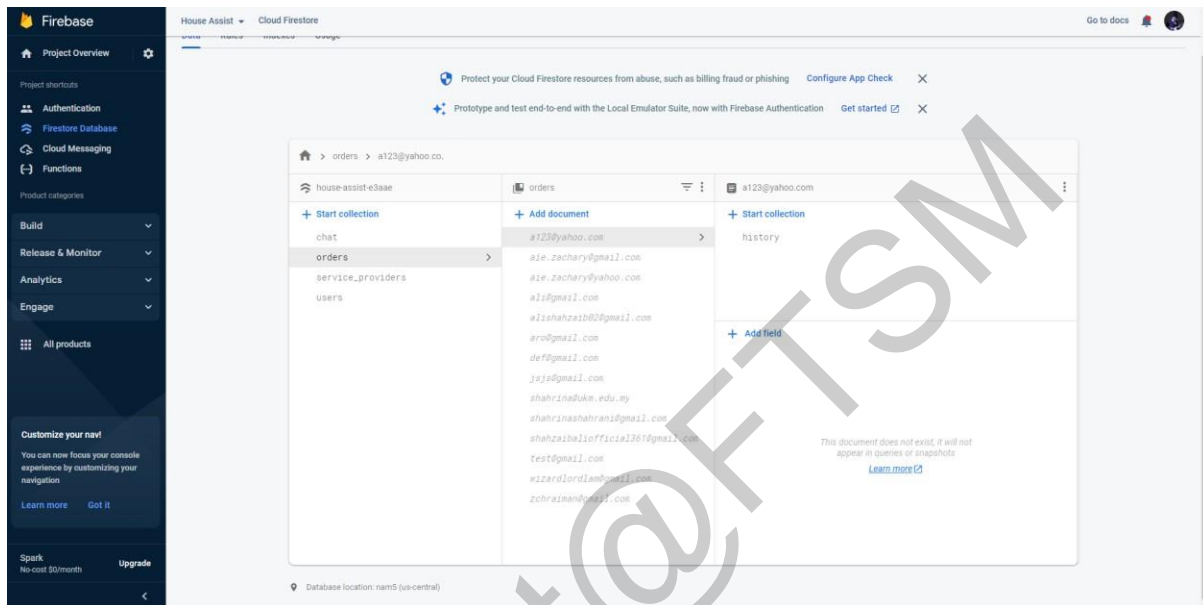 Firebase
House Assist
Cloud Firestore
Go to docs
Project Overview
Data Rules Indexes Usage
Project shortcuts
Authentication
Firestore Database
Cloud Messaging
Functions
Product categories
Build
Release & Monitor
Analytics
Engage
All products
Customize your nav!
You can now focus your console
experience by customizing your
navigation
Learn more Got it
Spark
No-cost $0/month
Upgrade
Protect your Cloud Firestore resources from abuse, such as billing fraud or phishing Configure App Check
Prototype and test end-to-end with the Local Emulator Suite, now with Firebase Authentication Get started
> orders > a123@yahoo.co.
house-assist-e3aae
+ Start collection
chat
orders
service_providers
users
orders
+ Add document
a123@yahoo.com
aie.zachary@gmail.com
aie.zachary@yahoo.com
ali@gmail.com
alishahzaib02@gmail.com
aro@gmail.com
def@gmail.com
jsjs@gmail.com
shahrina@ukm.edu.my
shahrinashahrani@gmail.com
shahzaibaliofficial361@gmail.com
test@gmail.com
wizardlordlam@gmail.com
zchraiman@gmail.com
a123@yahoo.com
+ Start collection
history
+ Add field
This document does not exist, it will not
appear in queries or snapshots
Learn more
Database location: nam5 (us-central)
t@FTSM